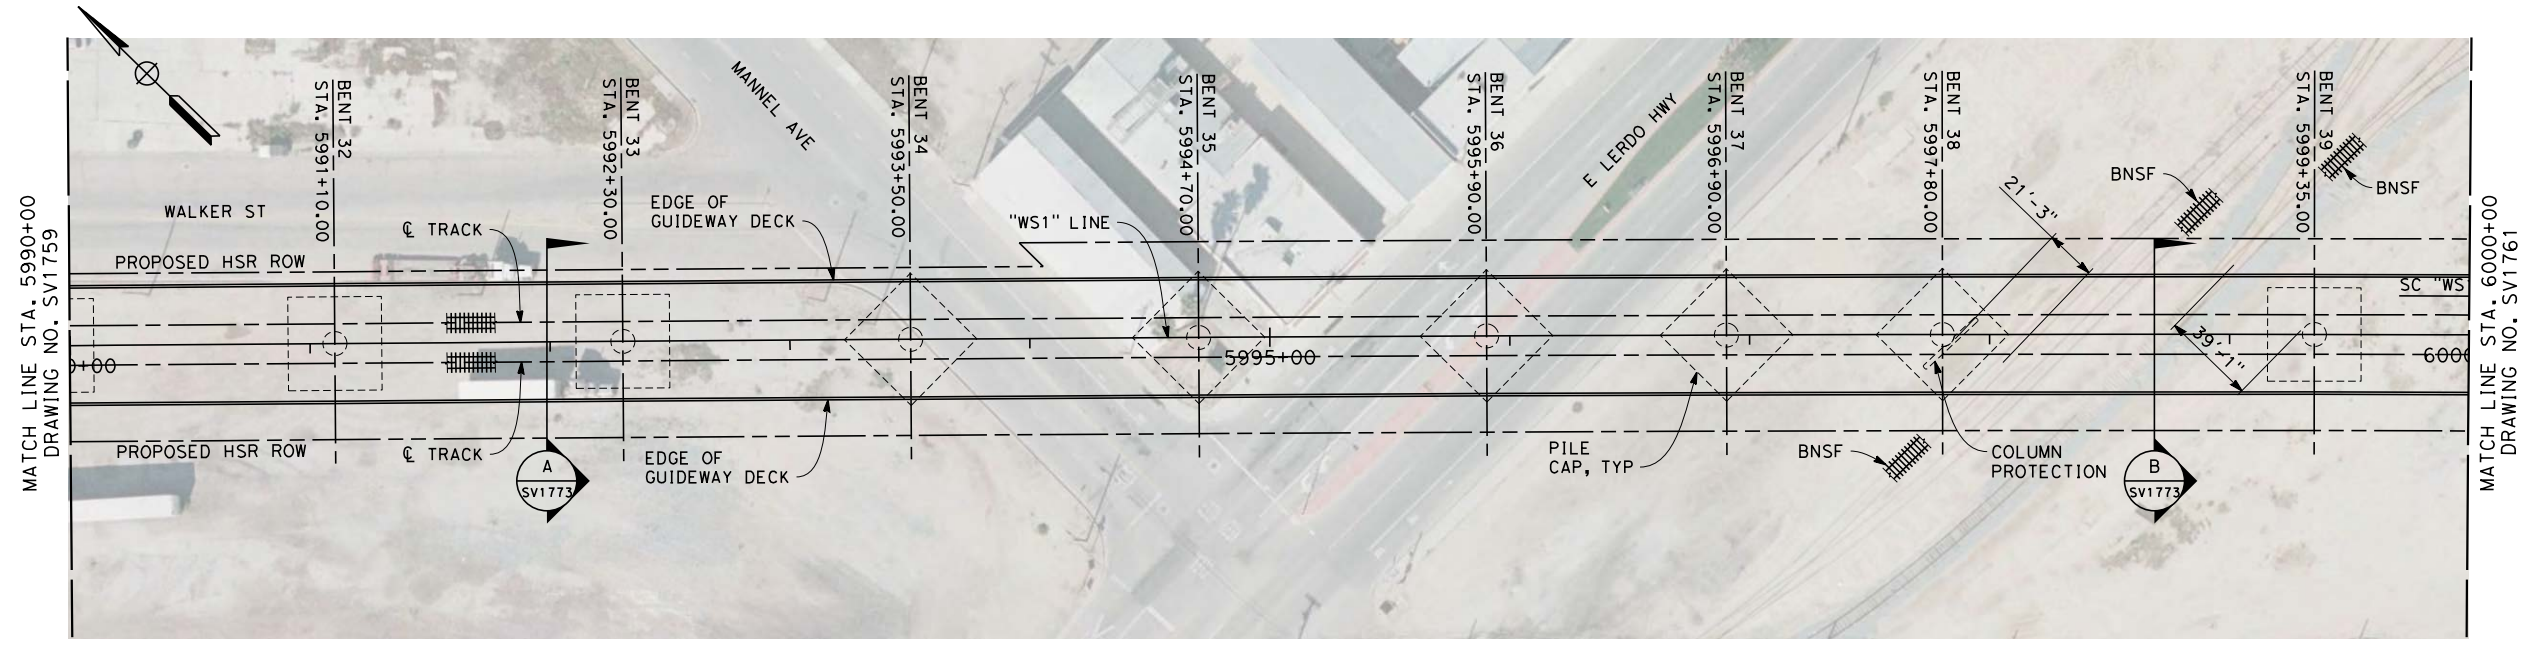 MATCH LINE STA. 5990+00
DRAWING NO. SV1759
BENT 32
STA. 5991+10.00
BENT 33
STA. 5992+30.00
BENT 34
STA. 5993+50.00
BENT 35
STA. 5994+70.00
BENT 36
STA. 5995+90.00
BENT 37
STA. 5996+90.00
BENT 38
STA. 5997+80.00
BENT 39
STA. 5999+35.00
MANNEL AVE
E LERDO HWY
WALKER ST
℄ TRACK
EDGE OF
GUIDEWAY DECK
"WS1" LINE
21'-3"
BNSF
BNSF
PROPOSED HSR ROW
SC "WS
0+00
5995+00
39'-1"
6000
PROPOSED HSR ROW
℄ TRACK
A
SV1773
EDGE OF
GUIDEWAY DECK
PILE
CAP, TYP
BNSF
COLUMN
PROTECTION
B
SV1773
MATCH LINE STA. 6000+00
DRAWING NO. SV1761